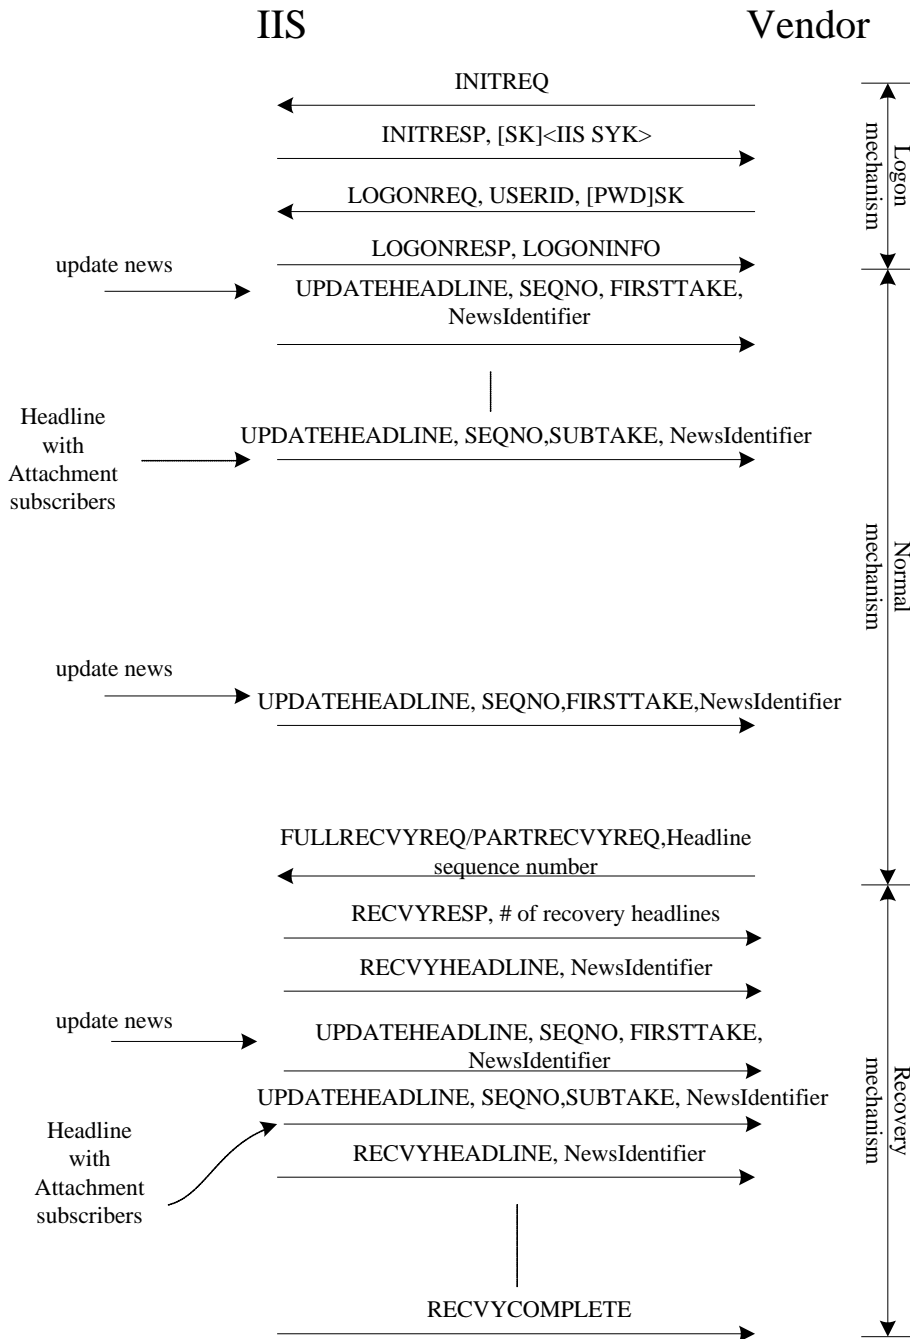 IIS
Vendor
INITREQ
INITRESP, [SK]<IIS SYK>
LOGONREQ, USERID, [PWD]SK
LOGONRESP, LOGONINFO
Logon
mechanism
update news
UPDATEHEADLINE, SEQNO, FIRSTTAKE,
NewsIdentifier
Headline
with
Attachment
subscribers
UPDATEHEADLINE, SEQNO,SUBTAKE, NewsIdentifier
Normal
mechanism
update news
UPDATEHEADLINE, SEQNO,FIRSTTAKE,NewsIdentifier
FULLRECVYREQ/PARTRECVYREQ,Headline
sequence number
RECVYRESP, # of recovery headlines
RECVYHEADLINE, NewsIdentifier
update news
UPDATEHEADLINE, SEQNO, FIRSTTAKE,
NewsIdentifier
UPDATEHEADLINE, SEQNO,SUBTAKE, NewsIdentifier
Headline
with
Attachment
subscribers
RECVYHEADLINE, NewsIdentifier
Recovery
mechanism
RECVYCOMPLETE